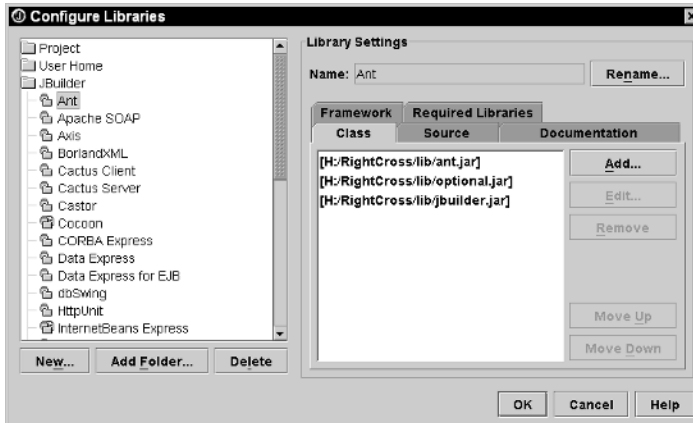 Configure Libraries
Project
User Home
JBuilder
Ant
Apache SOAP
Axis
BorlandXML
Cactus Client
Cactus Server
Castor
Cocoon
CORBA Express
Data Express
Data Express for EJB
dbSwing
HttpUnit
InternetBeans Express
New... Add Folder... Delete
Library Settings
Name: Ant Rename...
Framework Required Libraries
Class Source Documentation
[H:/RightCross/lib/ant.jar]
[H:/RightCross/lib/optional.jar]
[H:/RightCross/lib/jbuilder.jar]
Add...
Edit...
Remove
Move Up
Move Down
OK Cancel Help